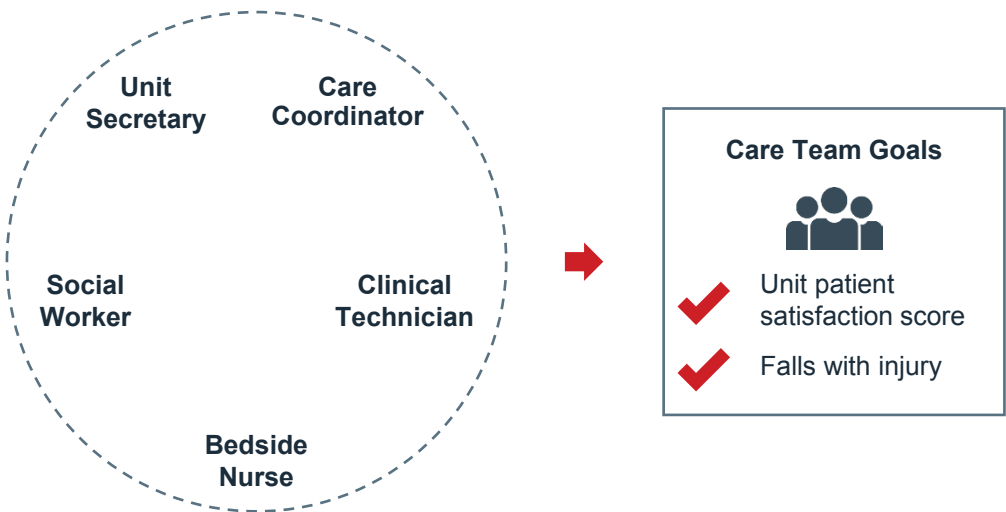 Unit
Secretary
Care
Coordinator
Social
Worker
Clinical
Technician
Bedside
Nurse
Care Team Goals
Unit patient
satisfaction score
Falls with injury